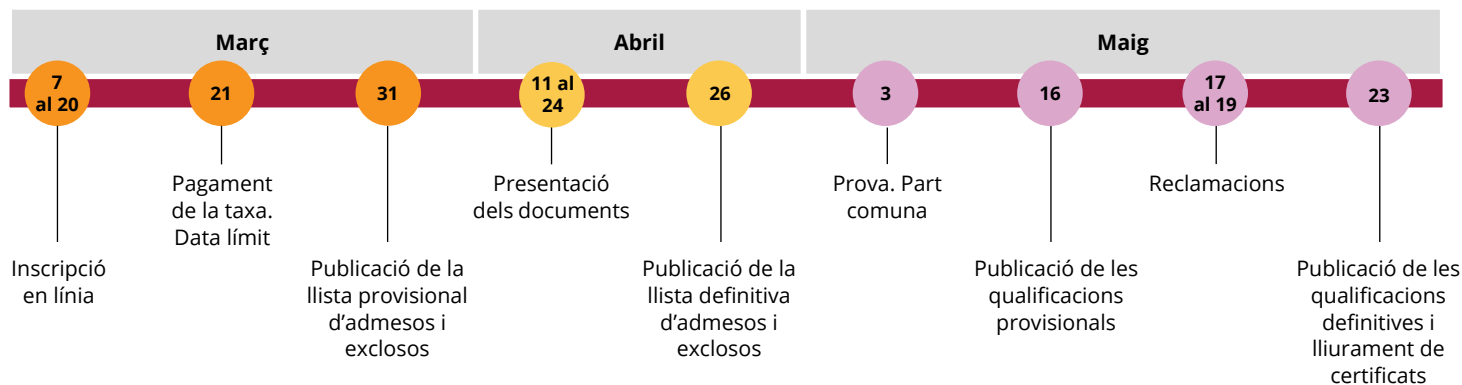 Març
Abril
Maig
7
al 20
21
31
11 al
24
26
3
16
17
al 19
23
Inscripció
en línia
Pagament
de la taxa.
Data límit
Publicació de la
llista provisional
d’admesos i
exclosos
Presentació
dels documents
Publicació de la
llista definitiva
d’admesos i
exclosos
Prova. Part
comuna
Publicació de les
qualificacions
provisionals
Reclamacions
Publicació de les
qualificacions
definitives i
lliurament de
certificats